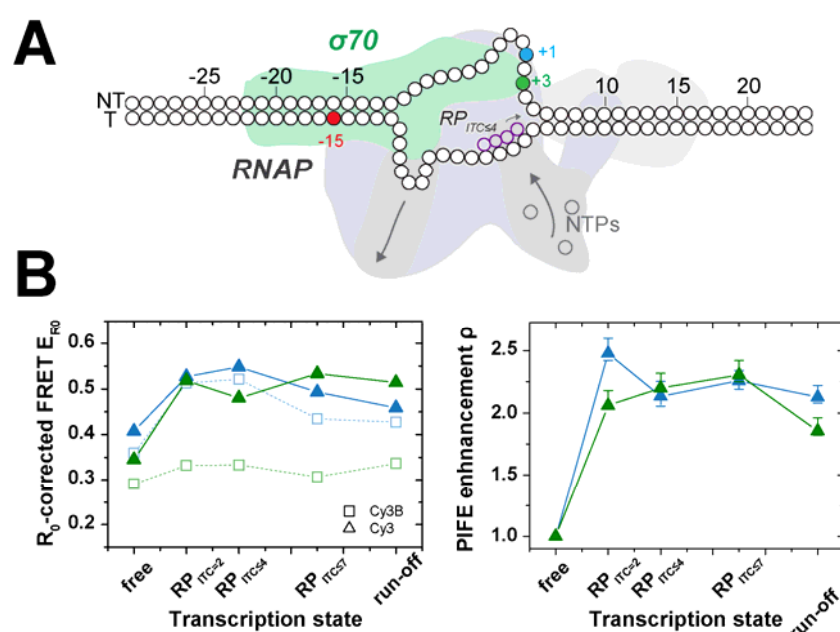 A
σ70
+1
-25
-20
-15
+3
10
15
20
NT
T
RP ITC≤4
-15
RNAP
NTPs
B
R0-corrected FRET ER0
0.6
0.5
0.4
0.3
0.2
Cy3B
Cy3
free
RP ITC=2
RP ITC≤4
RP ITC≤7
run-off
Transcription state
PIFE enhnancement ρ
2.5
2.0
1.5
1.0
free
RP ITC=2
RP ITC≤4
RP ITC≤7
run-off
Transcription state